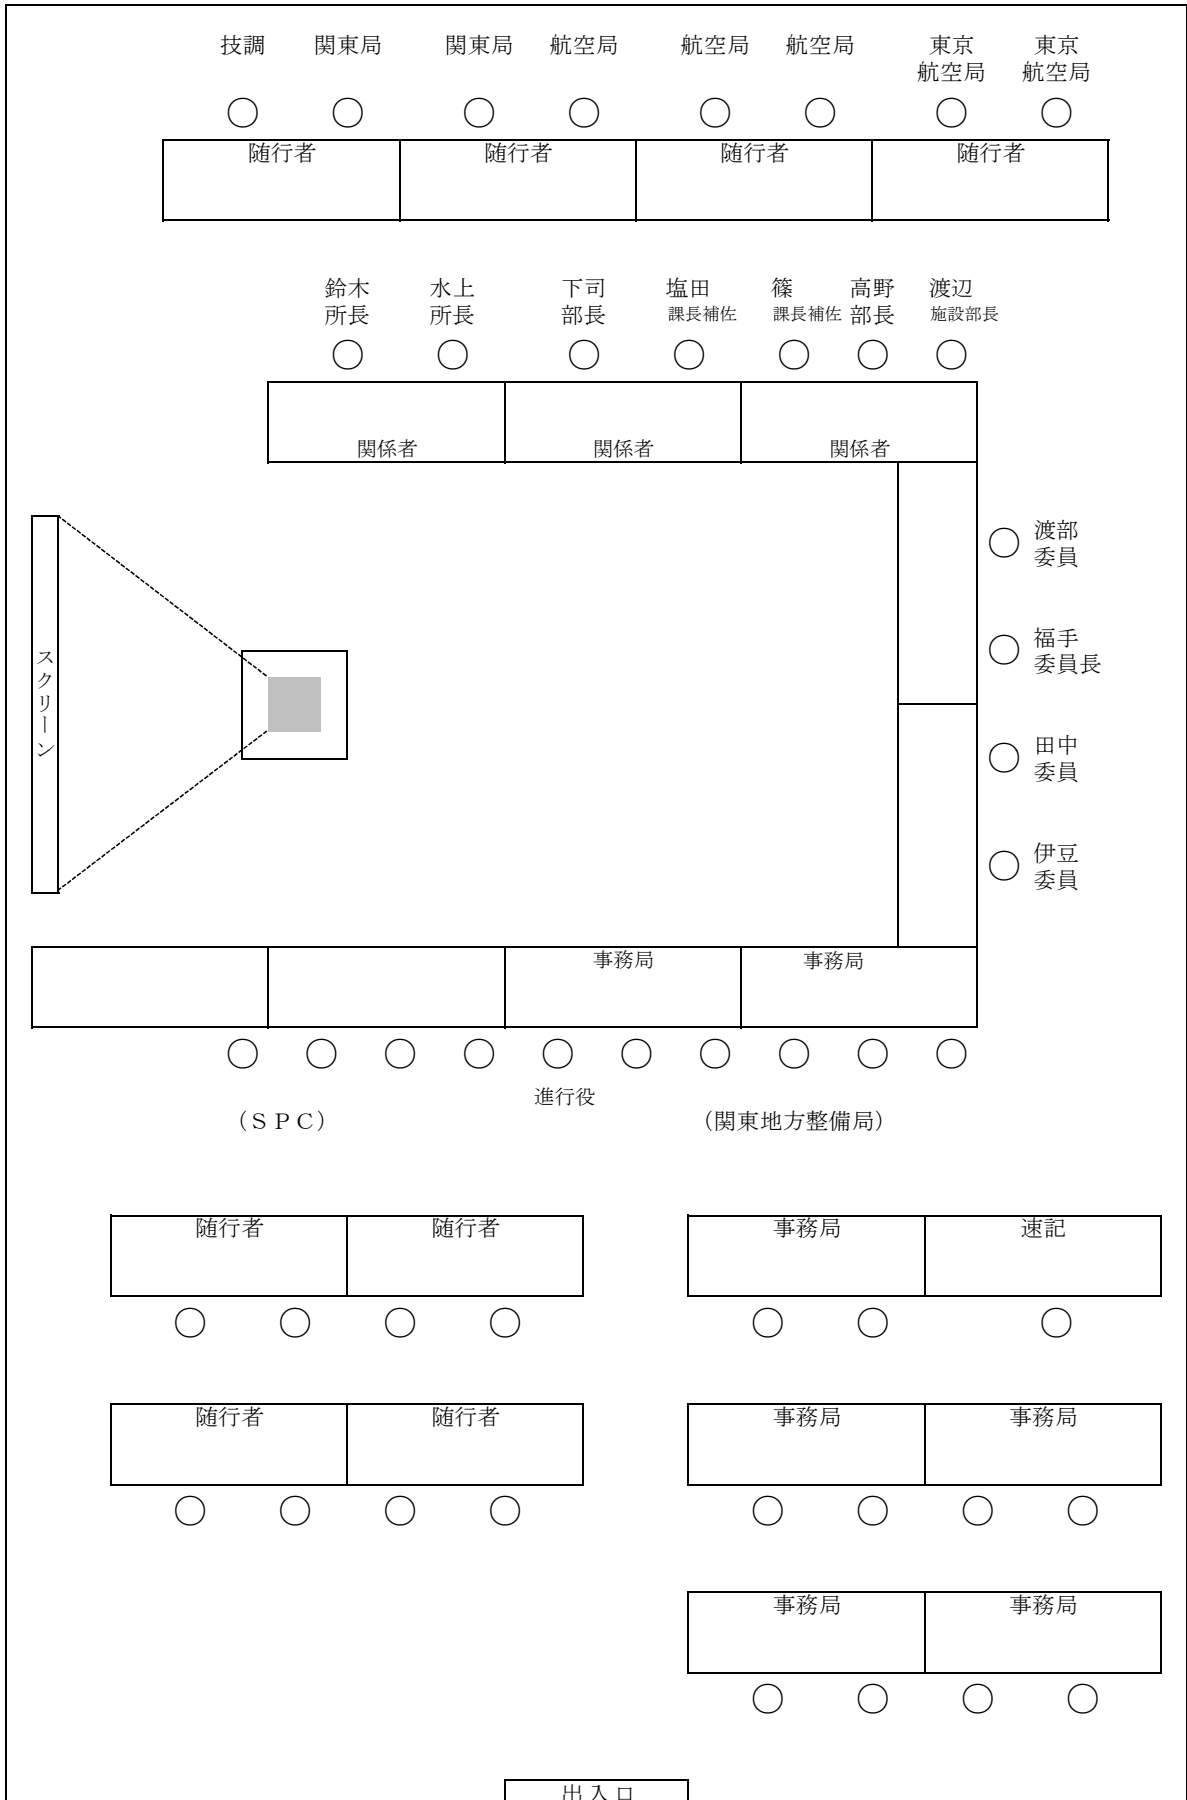 技調 関東局 関東局 航空局 航空局 航空局 東京 東京
航空局 航空局
随行者 随行者 随行者 随行者
鈴木 水上 下司 塩田 篠 高野 渡辺
所長 所長 部長 課長補佐 課長補佐 部長 施設部長
関係者 関係者 関係者
渡部
委員
福手
委員長
スクリーン
田中
委員
伊豆
委員
事務局 事務局
進行役
（ＳＰＣ） （関東地方整備局）
随行者 随行者 事務局 速記
随行者 随行者 事務局 事務局
事務局 事務局
出入口